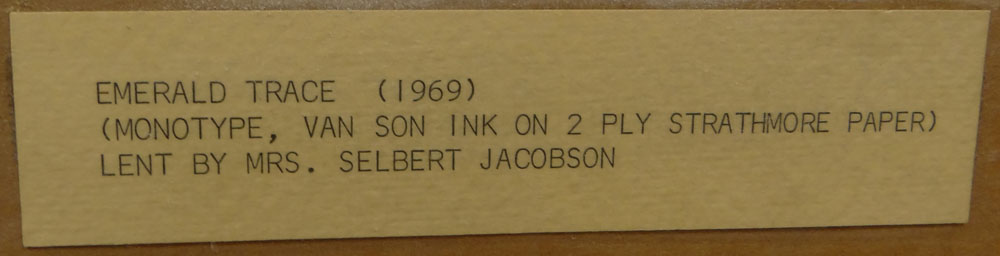 EMERALD TRACE (1969)
(MONOTYPE, VAN SON INK ON 2 PLY STRATHMORE PAPER)
LENT BY MRS. SELBERT JACOBSON